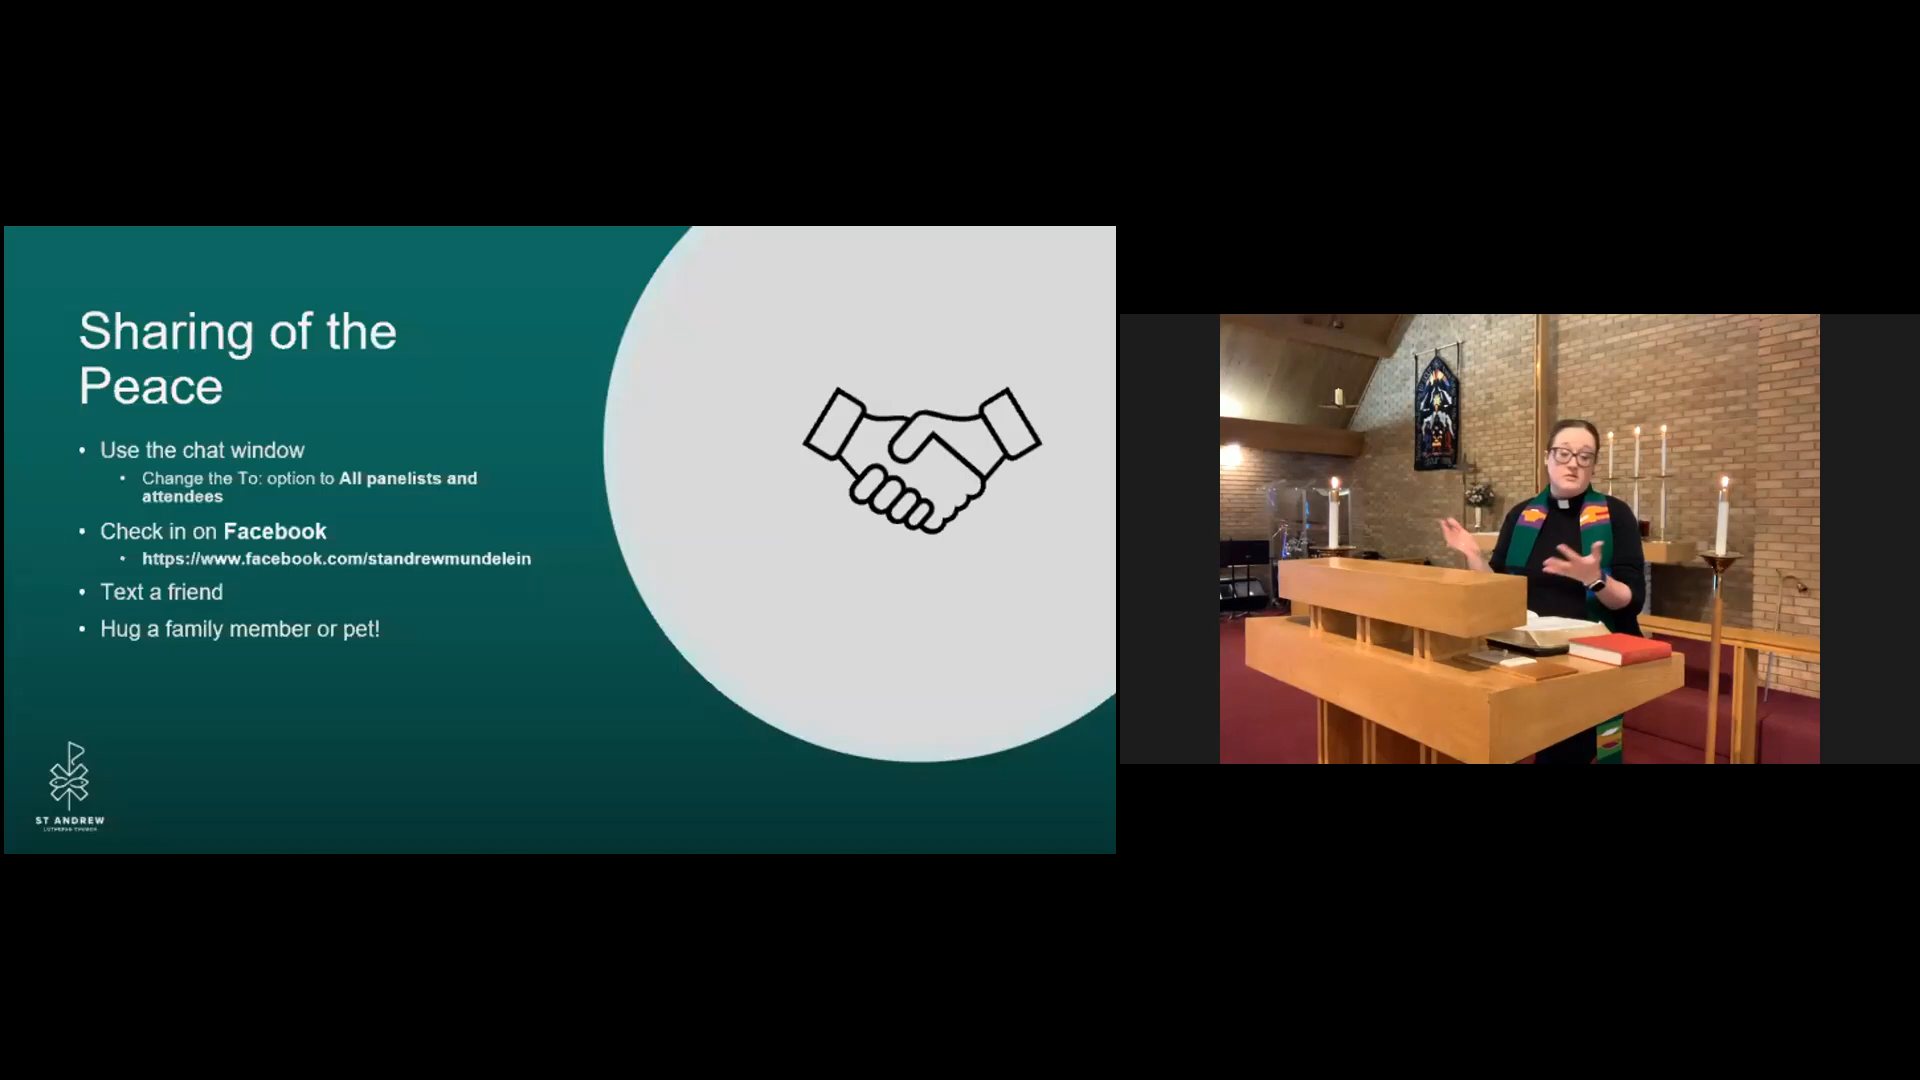 Sharing of the
Peace
• Use the chat window
• Change the To: option to All panelists and
attendees
• Check in on Facebook
• https://www.facebook.com/standrewmundelein
• Text a friend
• Hug a family member or pet!
ST ANDREW
LUTHERAN CHURCH